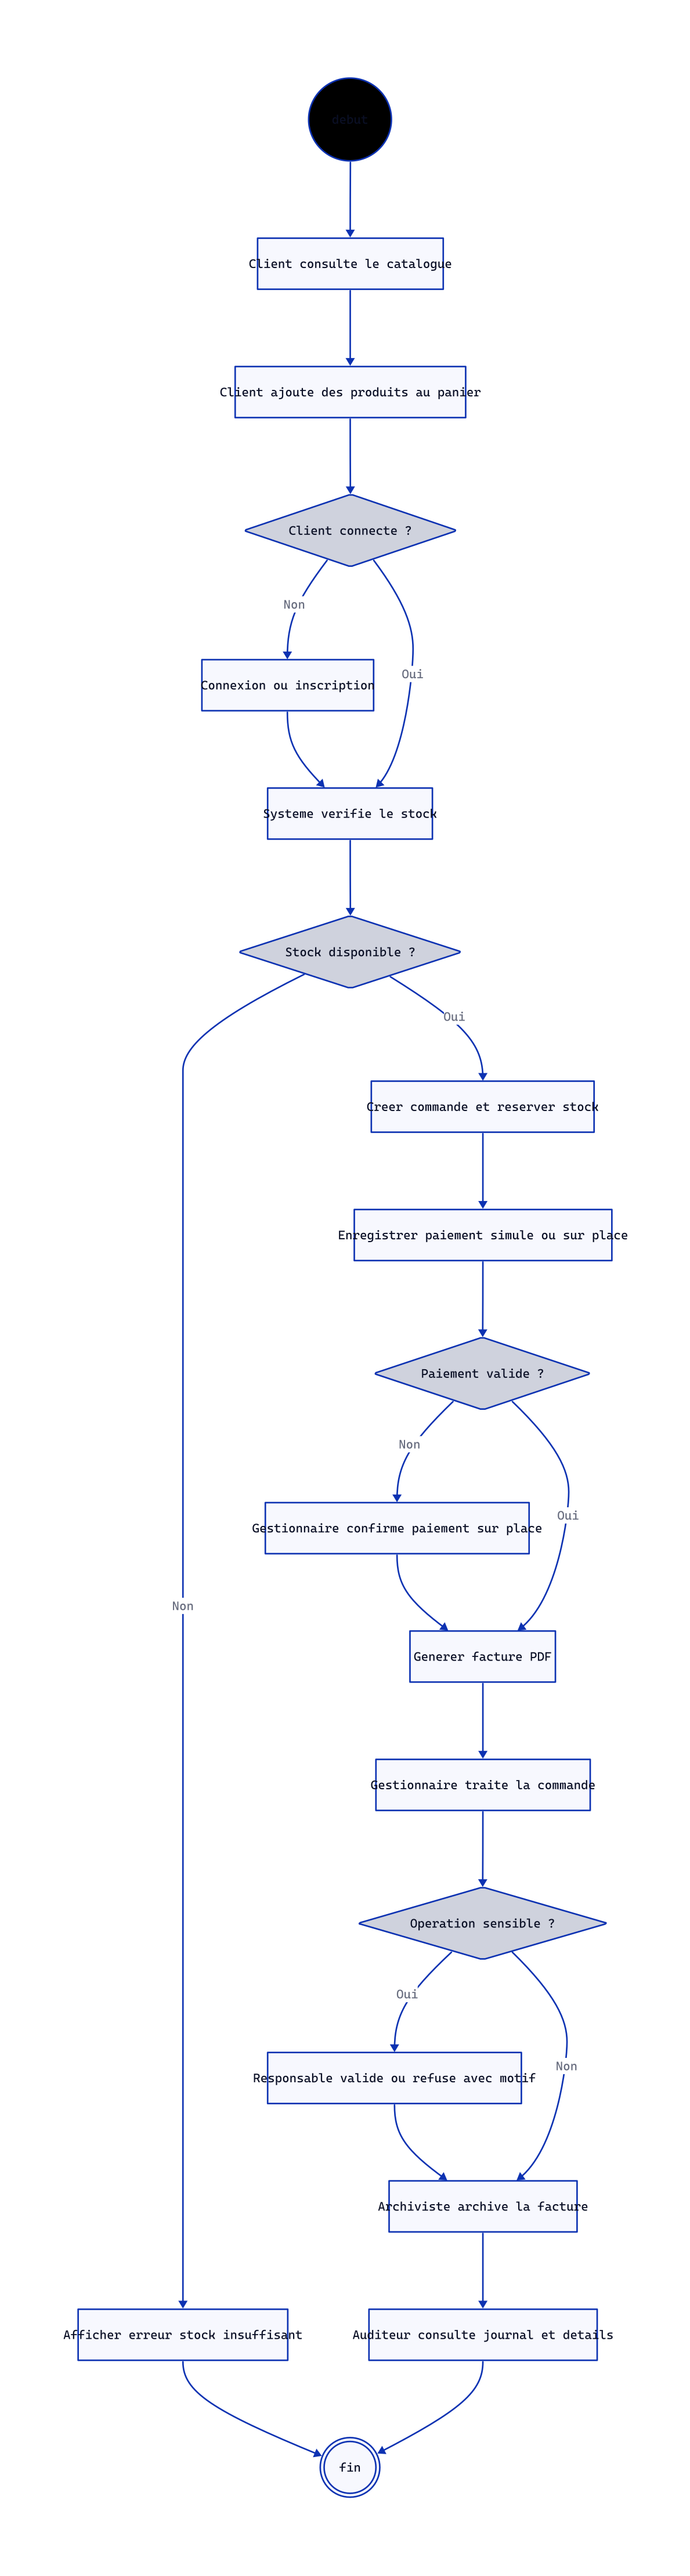 debut
Client consulte le catalogue
Client ajoute des produits au panier
Client connecte ?
Non
Oui
Connexion ou inscription
Systeme verifie le stock
Stock disponible ?
Oui
Creer commande et reserver stock
Enregistrer paiement simule ou sur place
Paiement valide ?
Non
Gestionnaire confirme paiement sur place
Oui
Non
Generer facture PDF
Gestionnaire traite la commande
Operation sensible ?
Oui
Non
Responsable valide ou refuse avec motif
Archiviste archive la facture
Afficher erreur stock insuffisant
Auditeur consulte journal et details
fin